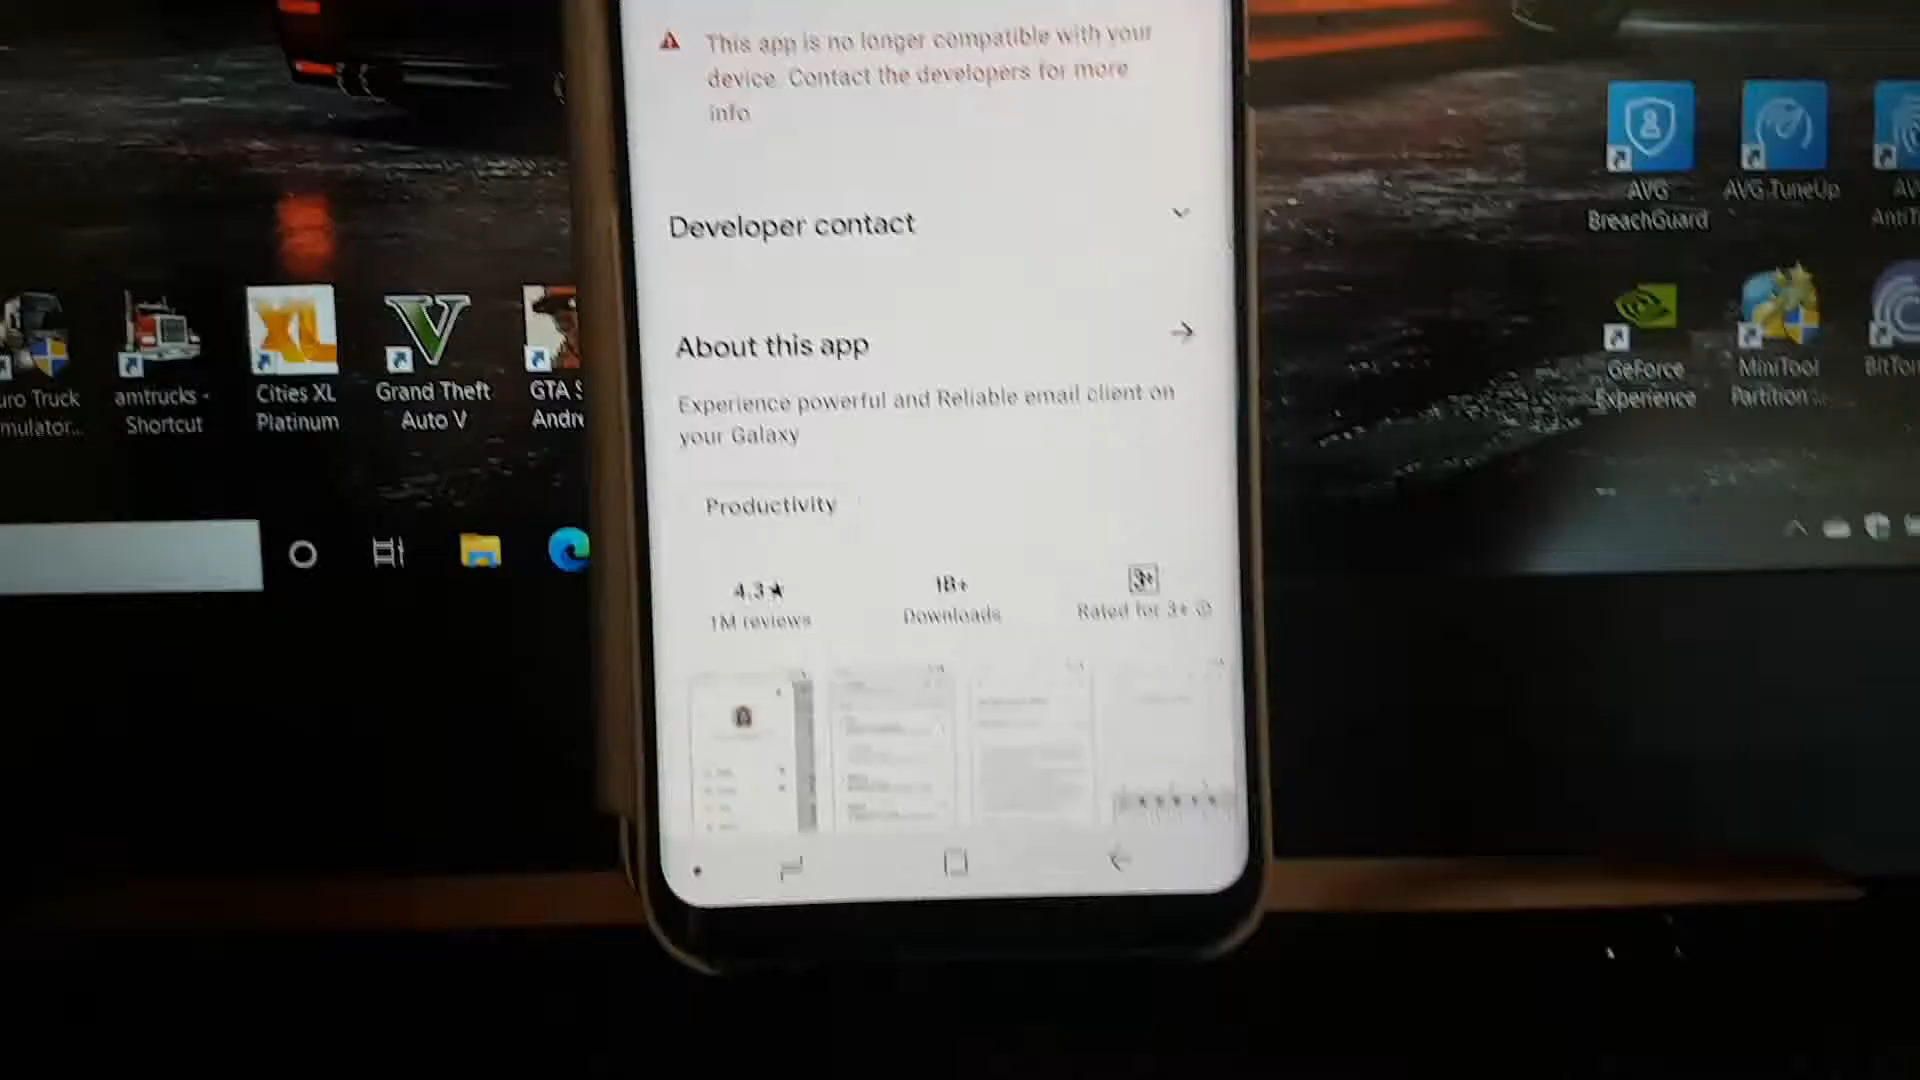 This app is no longer compatible with your
device. Contact the developers for more
info
Developer contact
About this app
Experience powerful and Reliable email client on
your Galaxy
Productivity
4.3★
1M reviews
1B+
Downloads
3+
Rated for 3+
uro Truck
mulator...
amtrucks -
Shortcut
XL
Cities XL
Platinum
V
Grand Theft
Auto V
GTA S
Andre
AVG
BreachGuard
AVG TuneUp
AV
AntiT
GeForce
Experience
MiniTool
Partition ...
BitTor